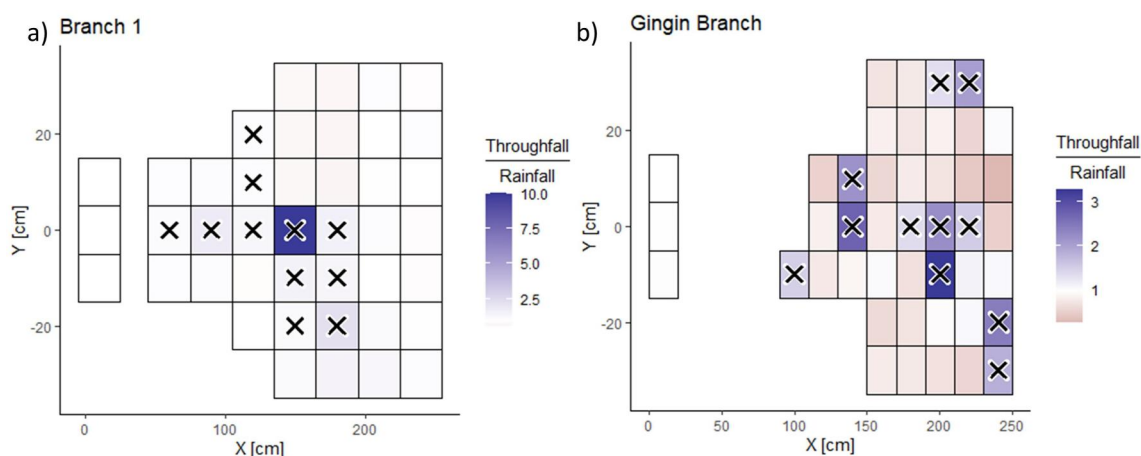 a) Branch 1
Y [cm]
20
0
-20
0
100
200
X [cm]
Throughfall
Rainfall
10.0
7.5
5.0
2.5
b) Gingin Branch
Y [cm]
20
0
-20
0
50
100
150
200
250
X [cm]
Throughfall
Rainfall
3
2
1